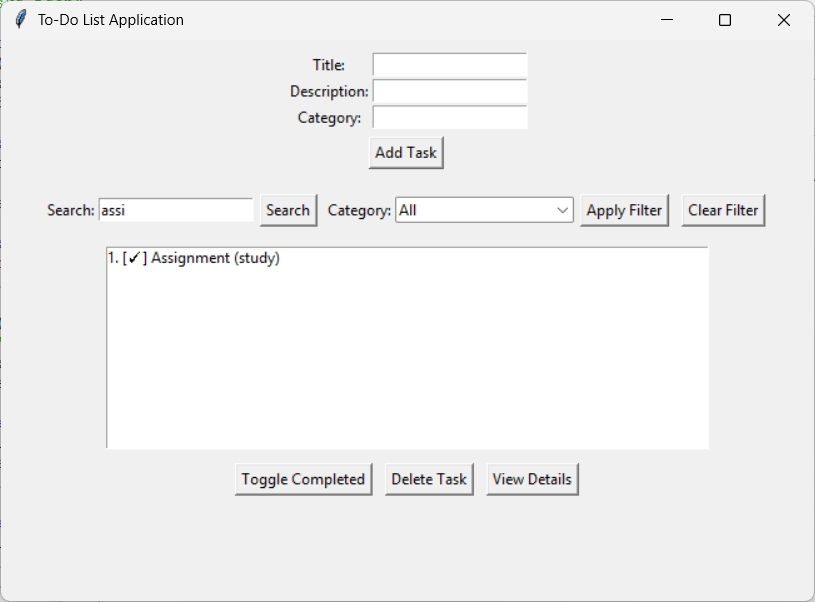 To-Do List Application
Title:
Description:
Category:
Add Task
Search: assi Search Category: All Apply Filter Clear Filter
1. [✓] Assignment (study)
Toggle Completed Delete Task View Details